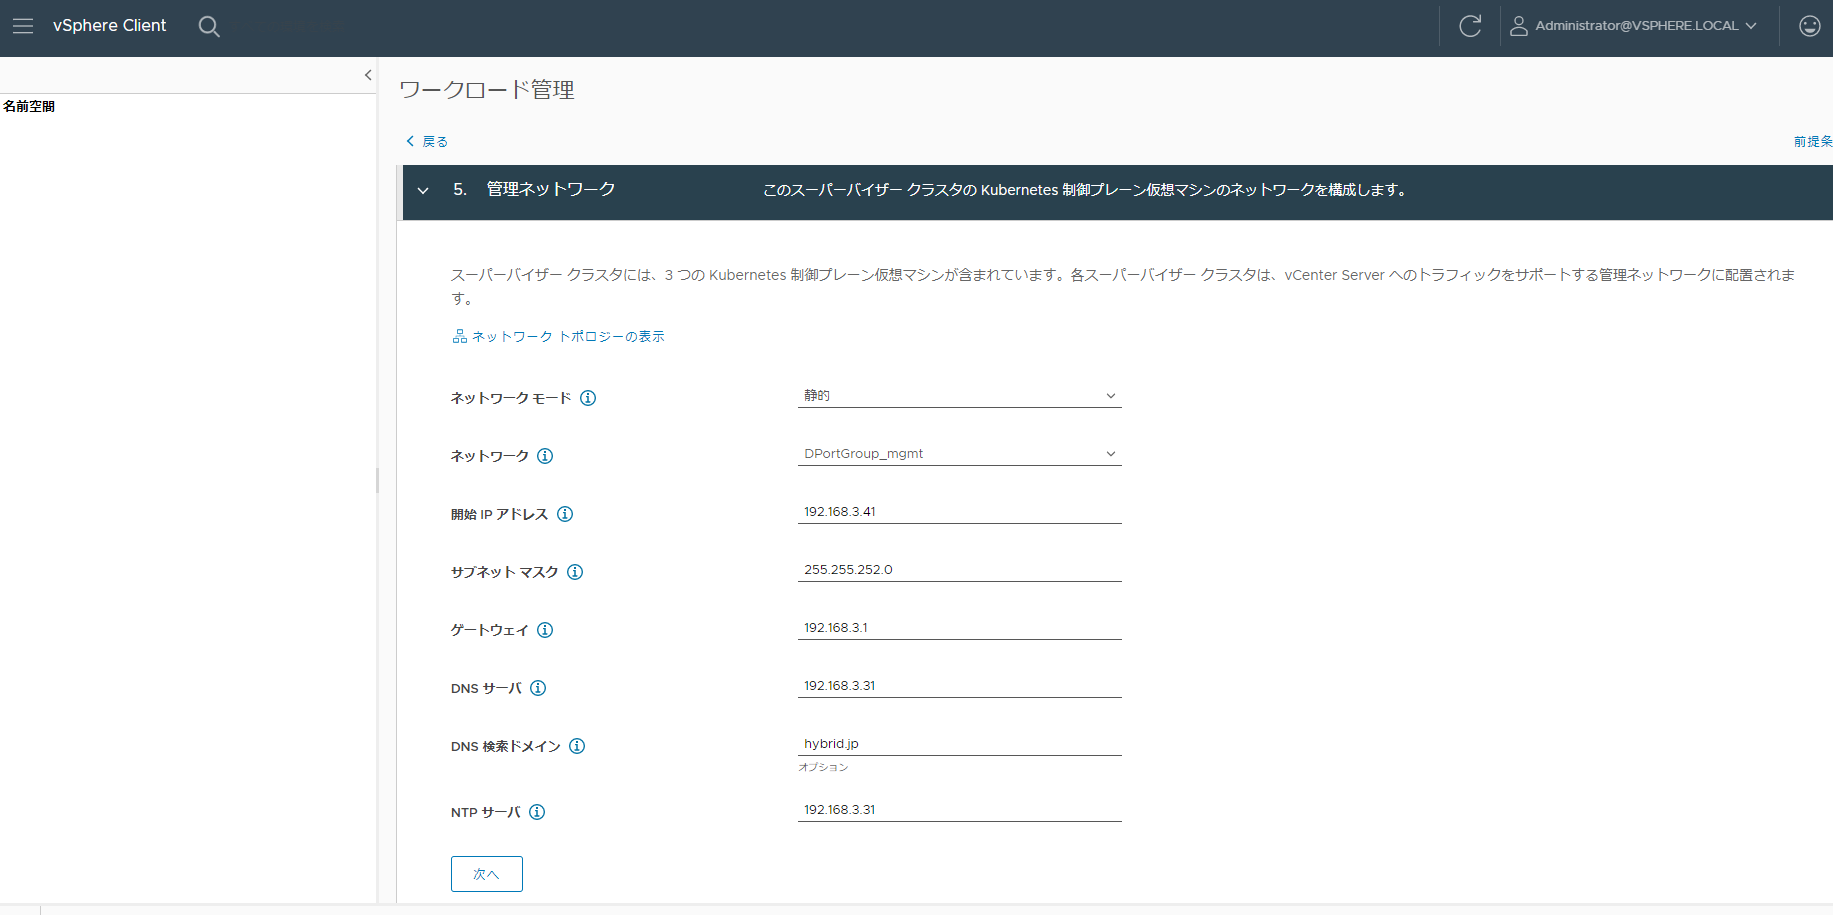 vSphere Client
Administrator@VSPHERE.LOCAL
名前空間
ワークロード管理
戻る
前提条
5. 管理ネットワーク このスーパーバイザー クラスタの Kubernetes 制御プレーン仮想マシンのネットワークを構成します。
スーパーバイザー クラスタには、3 つの Kubernetes 制御プレーン仮想マシンが含まれています。各スーパーバイザー クラスタは、vCenter Server へのトラフィックをサポートする管理ネットワークに配置されま
す。
ネットワーク トポロジーの表示
ネットワーク モード 静的
ネットワーク DPortGroup_mgmt
開始 IP アドレス 192.168.3.41
サブネット マスク 255.255.252.0
ゲートウェイ 192.168.3.1
DNS サーバ 192.168.3.31
DNS 検索ドメイン hybrid.jp
オプション
NTP サーバ 192.168.3.31
次へ